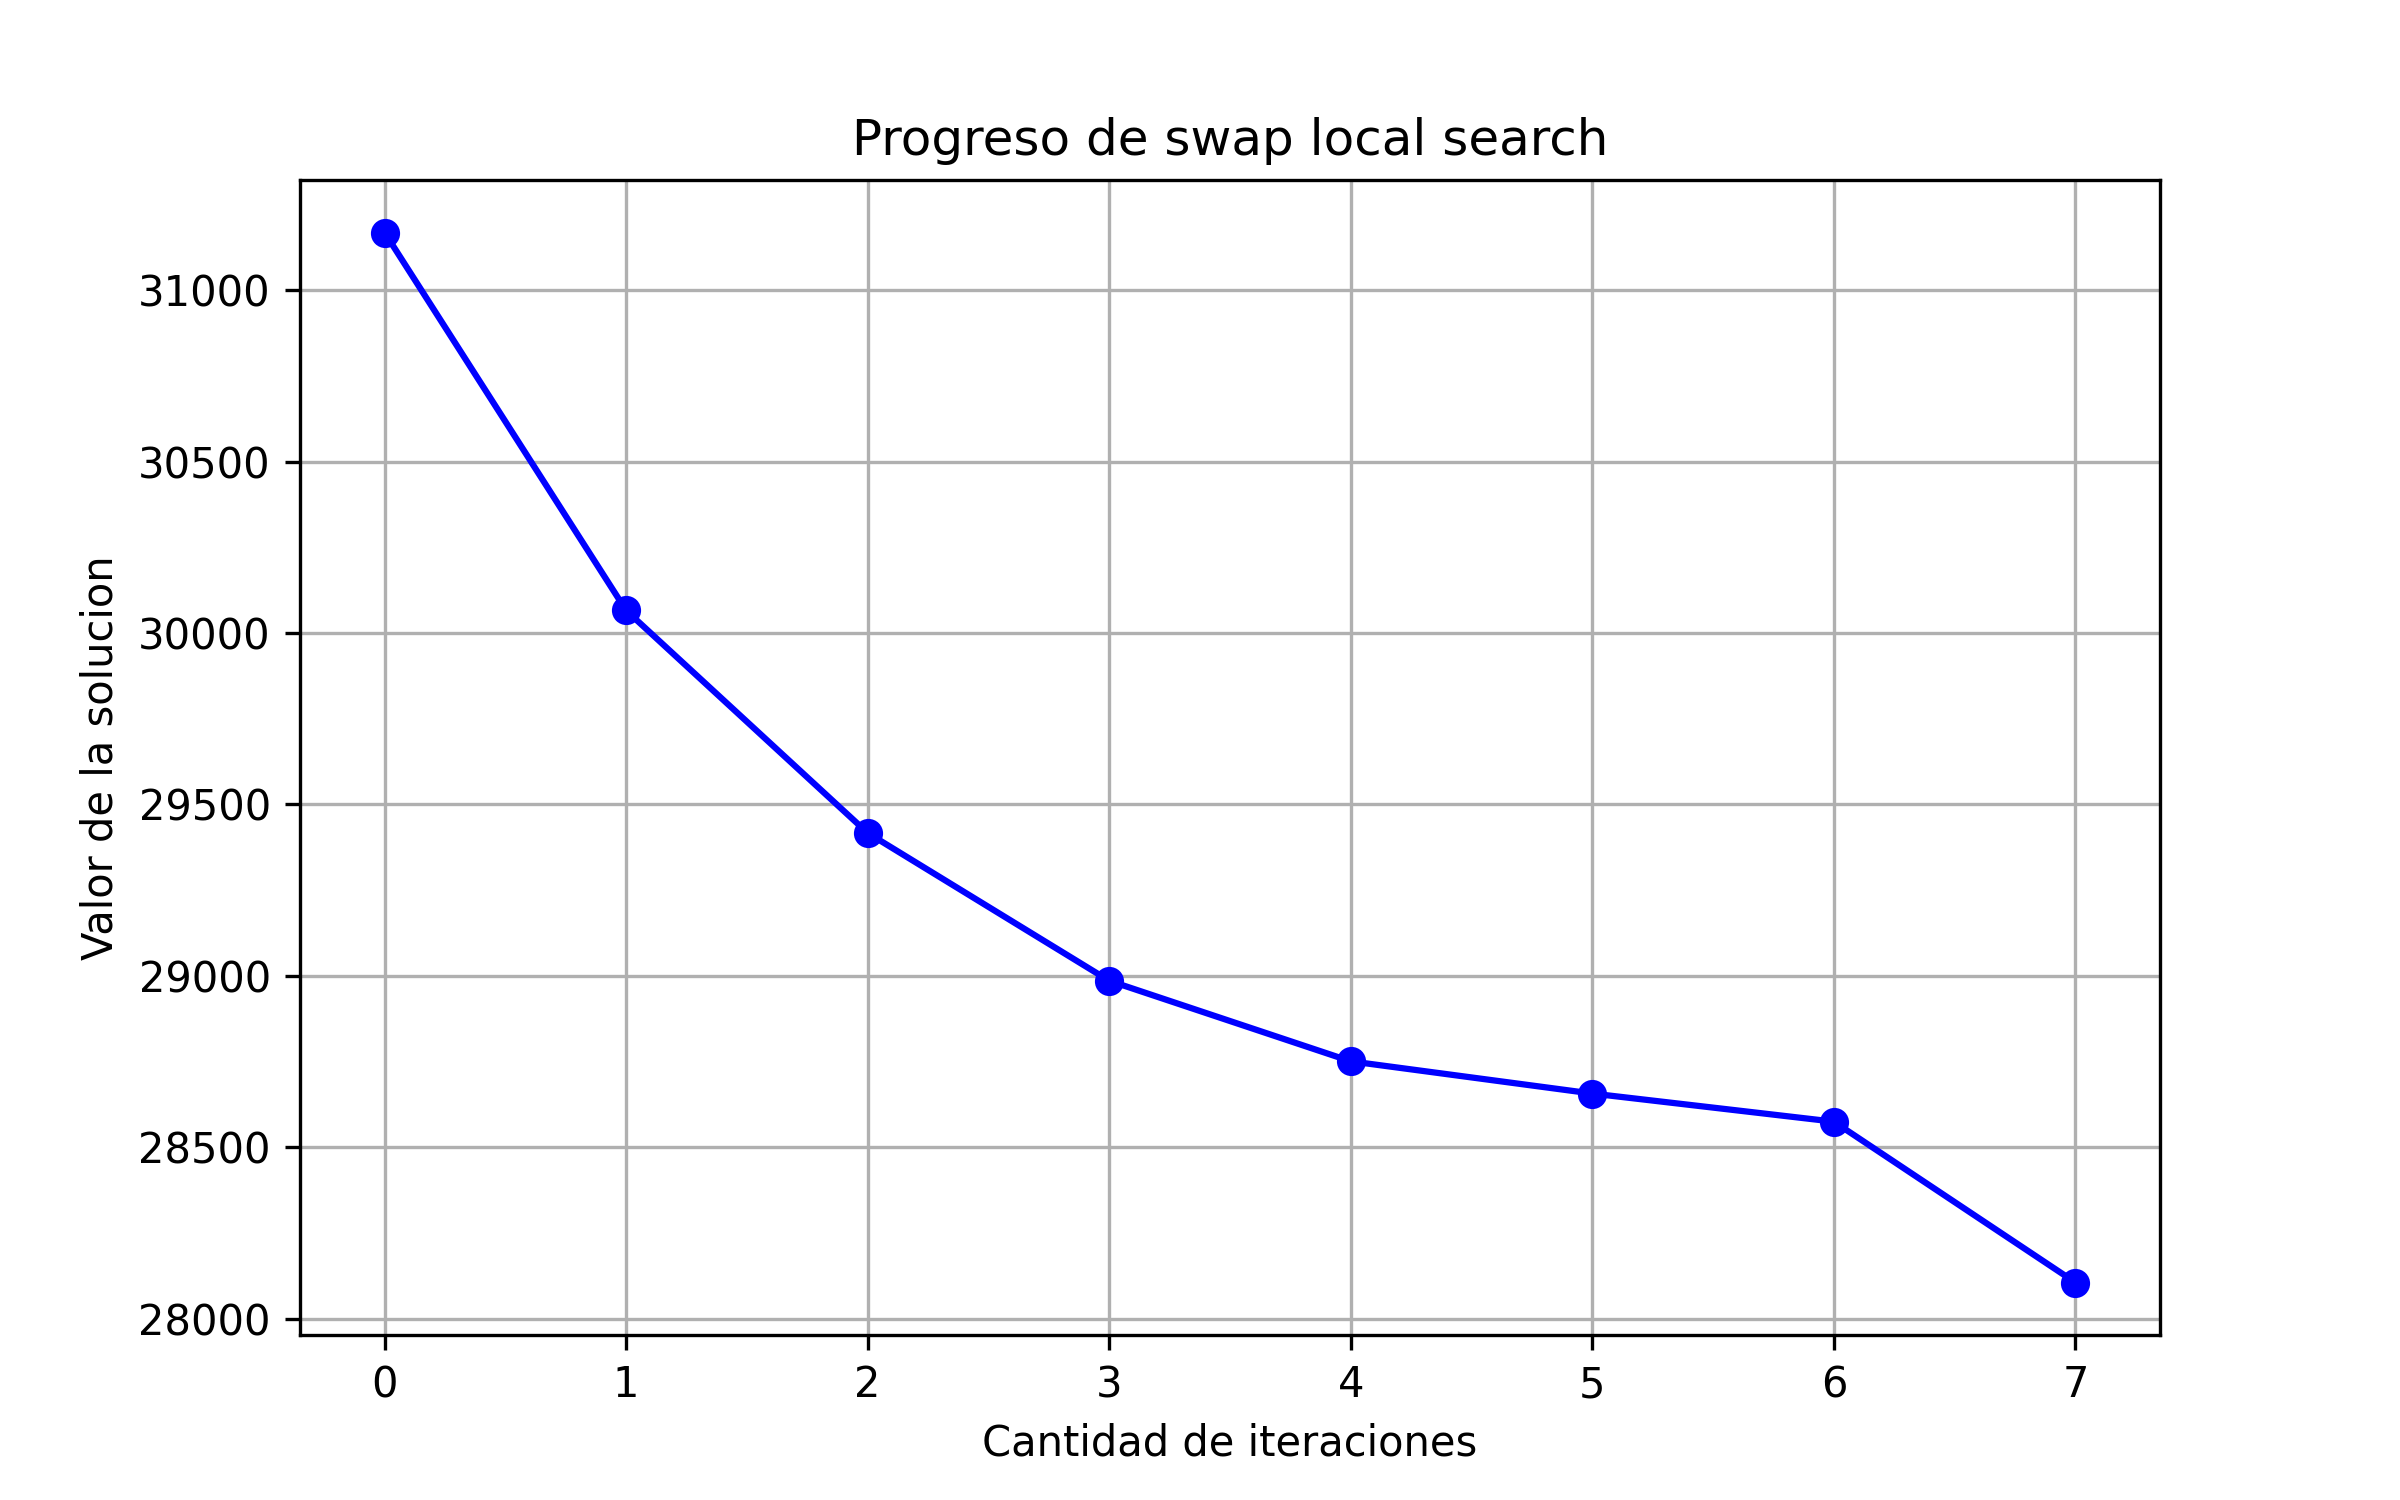 Progreso de swap local search
Valor de la solucion
31000
30500
30000
29500
29000
28500
28000
0 1 2 3 4 5 6 7
Cantidad de iteraciones